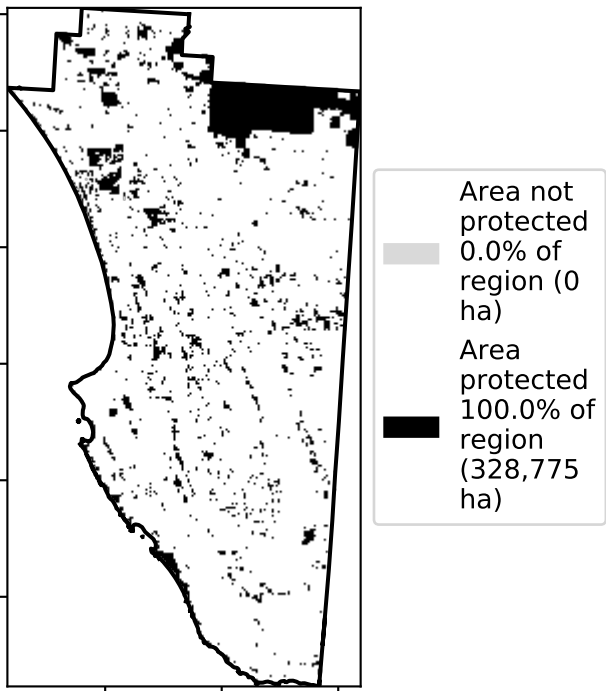 Area not
protected
0.0% of
region (0
ha)
Area
protected
100.0% of
region
(328,775
ha)